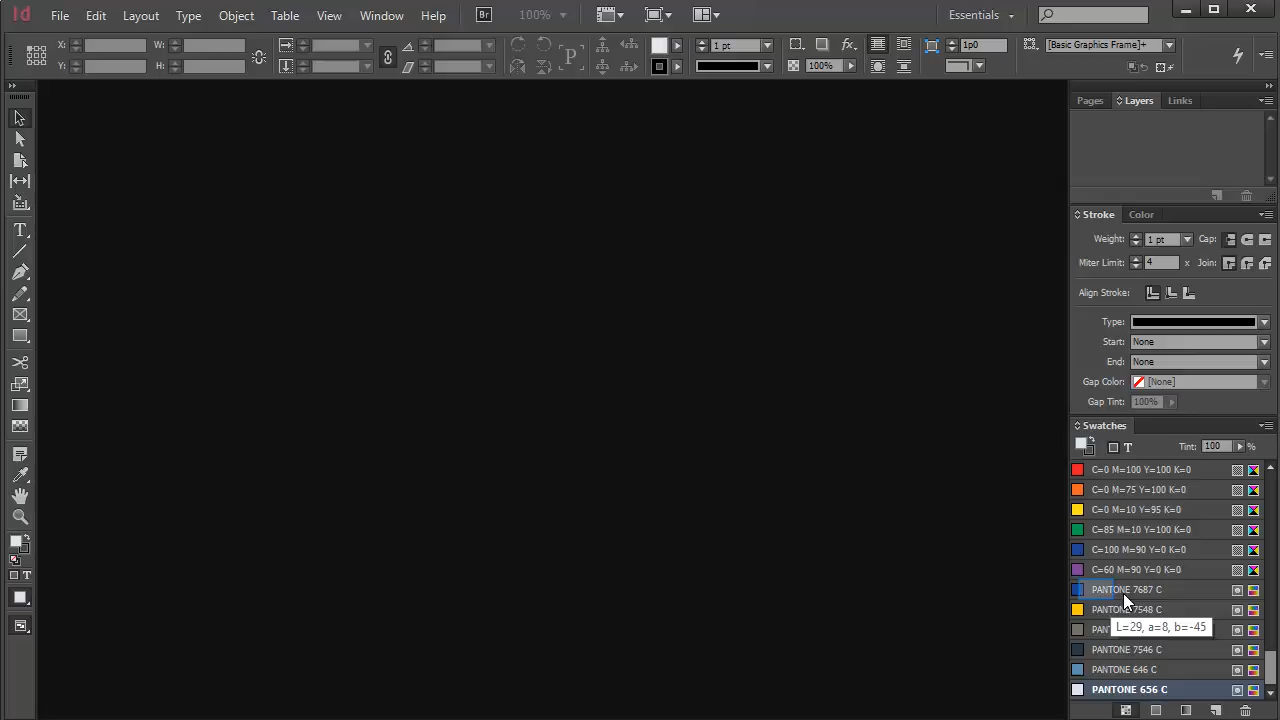 Id File Edit Layout Type Object Table View Window Help Br 100% Essentials
X: W: 1 pt 1p0 [Basic Graphics Frame]+
Y: H: P fx 100%
Pages Layers Links
Stroke Color
Weight: 1 pt Cap:
Miter Limit: 4 x Join:
Align Stroke:
Type:
Start: None
End: None
Gap Color: [None]
Gap Tint: 100%
Swatches
T Tint: 100 %
C=0 M=100 Y=100 K=0
C=0 M=75 Y=100 K=0
C=0 M=10 Y=95 K=0
C=85 M=10 Y=100 K=0
C=100 M=90 Y=0 K=0
C=60 M=90 Y=0 K=0
PANTONE 7687 C
PANTONE 7548 C
L=29, a=8, b=-45
PANTONE 7546 C
PANTONE 646 C
PANTONE 656 C
T
T